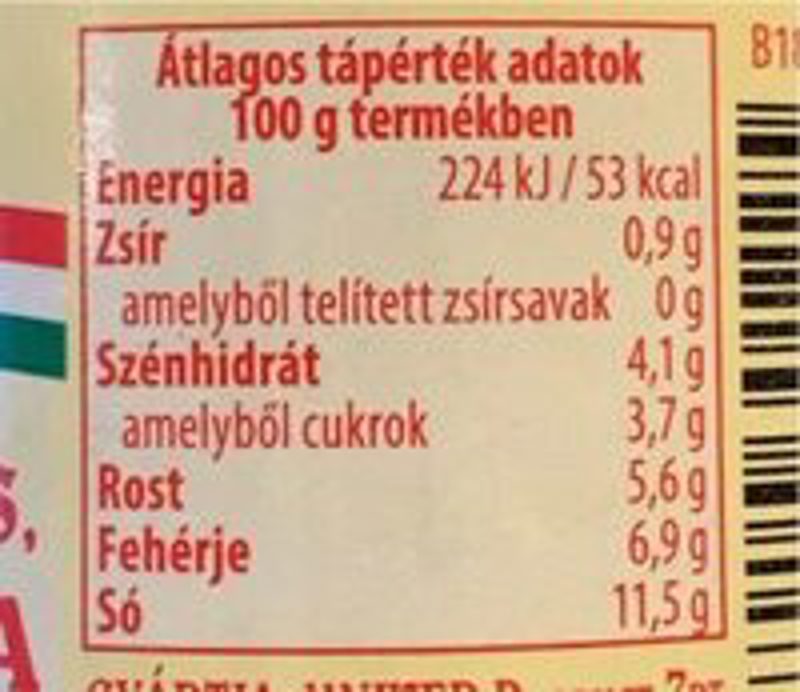 Átlagos tápérték adatok
100 g termékben
Energia 224 kJ / 53 kcal
Zsír 0,9 g
amelyből telített zsírsavak 0 g
Szénhidrát 4,1 g
amelyből cukrok 3,7 g
Rost 5,6 g
Fehérje 6,9 g
Só 11,5 g